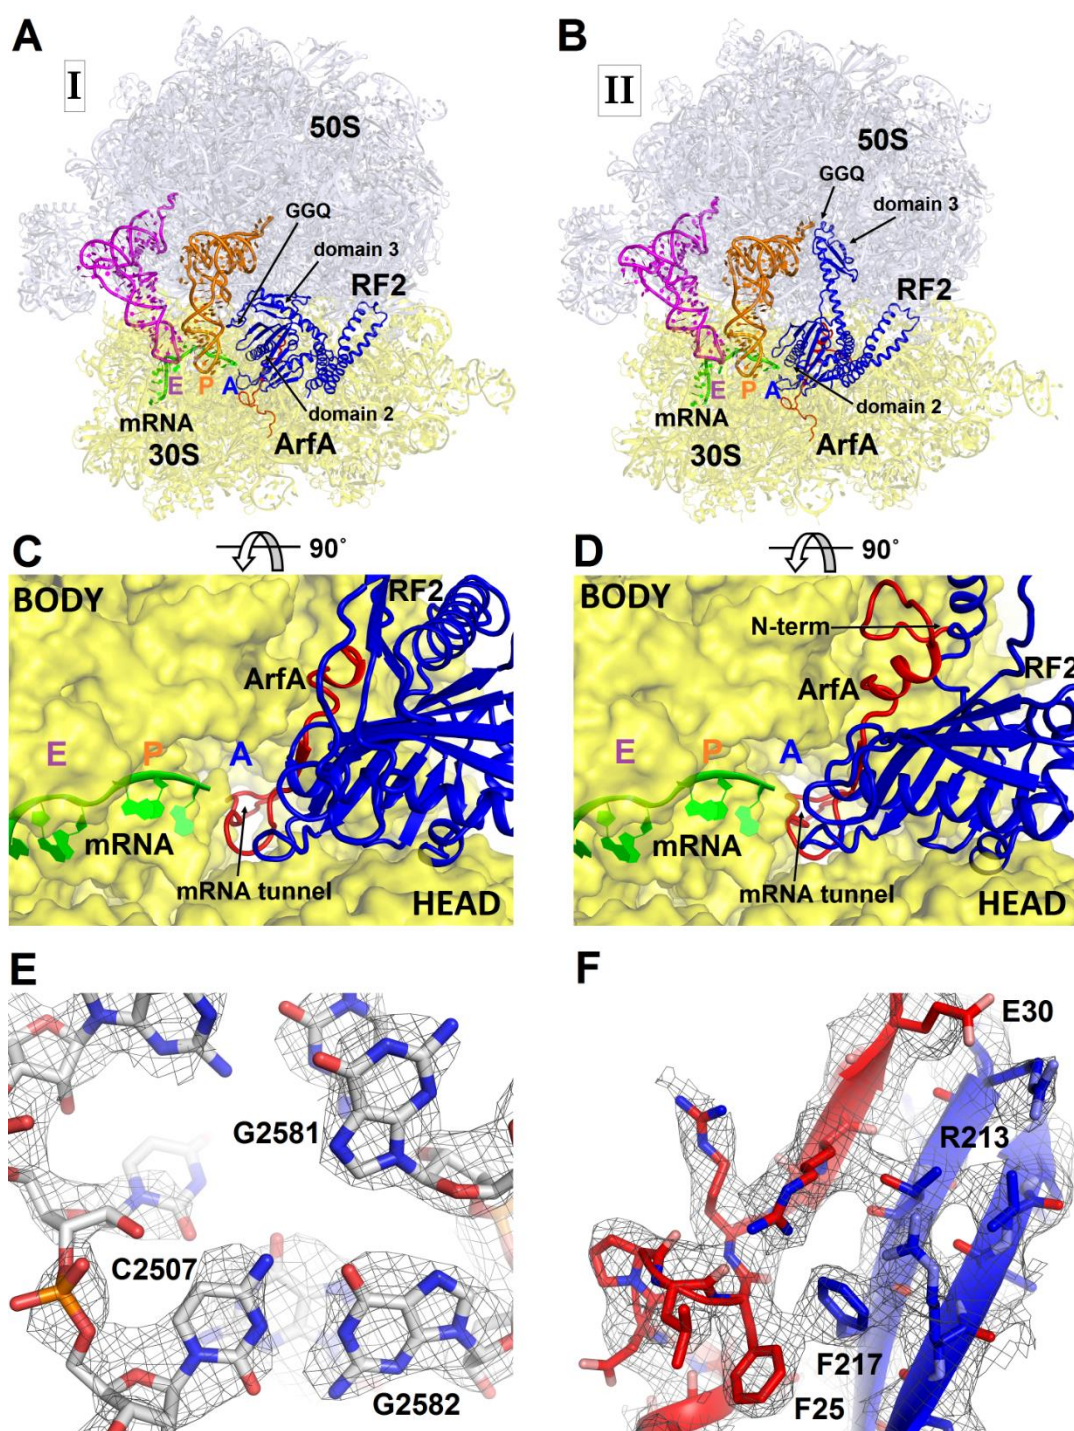 A
I
50S
GGQ
domain 3
RF2
E P A
domain 2
mRNA
30S
ArfA
B
II
50S
GGQ
domain 3
RF2
E P A
domain 2
mRNA
30S
ArfA
C
90°
BODY
RF2
ArfA
E P A
mRNA
mRNA tunnel
HEAD
D
90°
BODY
N-term
RF2
ArfA
E P A
mRNA
mRNA tunnel
HEAD
E
G2581
C2507
G2582
F
E30
R213
F217
F25